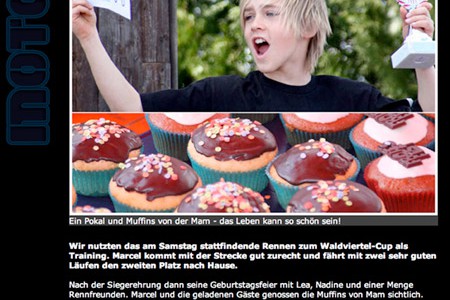 Ein Pokal und Muffins von der Mam - das Leben kann so schön sein!
Wir nutzten das am Samstag stattfindende Rennen zum Waldviertel-Cup als
Training. Marcel kommt mit der Strecke gut zurecht und fährt mit zwei sehr guten
Läufen den zweiten Platz nach Hause.
Nach der Siegerehrung dann seine Geburtstagsfeier mit Lea, Nadine und einer Menge
Rennfreunden. Marcel und die geladenen Gäste genossen die Muffins von Mam sichtlich.